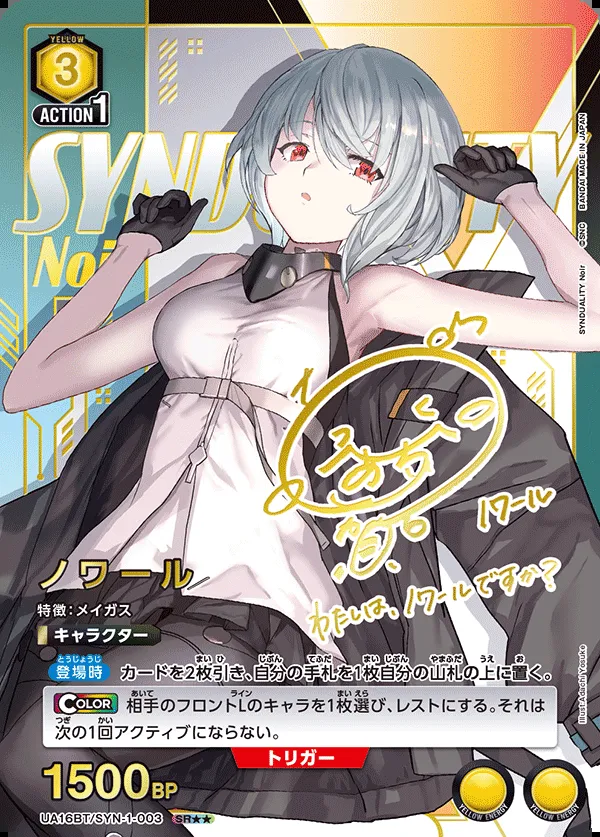 YELLOW
3
ACTION 1
SYNDUALITY
Noi
SYNDUALITY Noir ©SNC BANDAI MADE IN JAPAN
ノワール
わたしは、ノワールですか?
ノワール
特徴:メイガス
キャラクター
登場時 カードを2枚引き、自分の手札を1枚自分の山札の上に置く。
COLOR 相手のフロントLのキャラを1枚選び、レストにする。それは
次の1回アクティブにならない。
トリガー
1500BP
UA16BT/SYN-1-003 SR★★
YELLOW ENERGY
YELLOW ENERGY
Illust:Adachi Yosuke